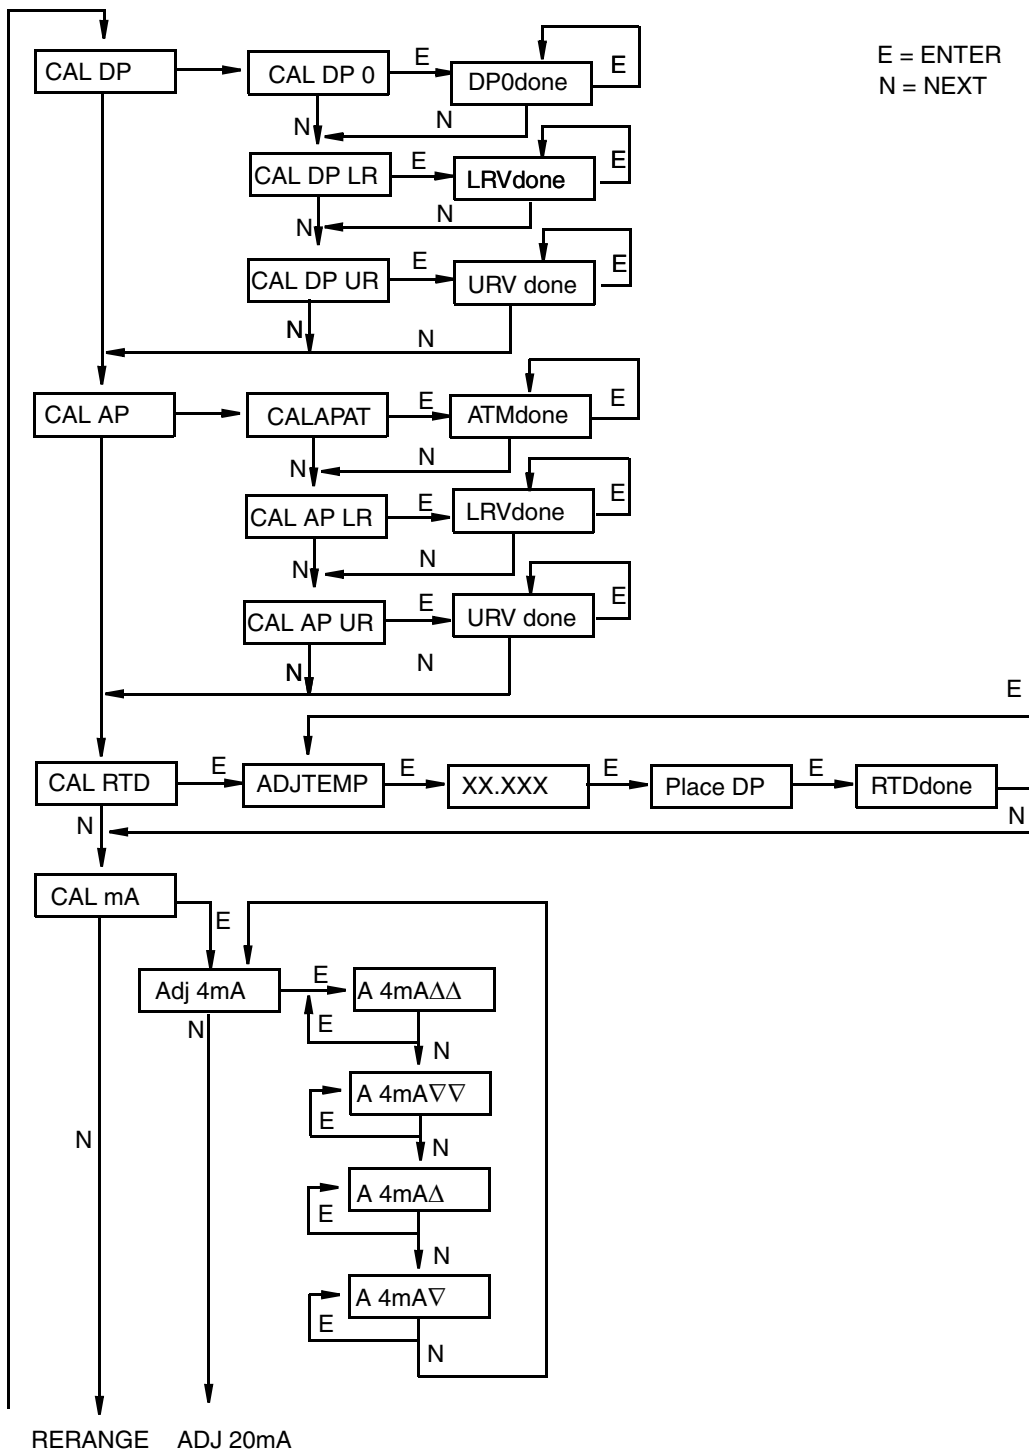 E = ENTER
N = NEXT
CAL DP
CAL DP 0
E
DP0done
E
N
N
CAL DP LR
E
LRVdone
E
N
N
CAL DP UR
E
URV done
E
N
N
CAL AP
CALAPAT
E
ATMdone
E
N
N
CAL AP LR
E
LRVdone
E
N
N
CAL AP UR
E
URV done
E
N
N
E
CAL RTD
E
ADJTEMP
E
XX.XXX
E
Place DP
E
RTDdone
N
N
CAL mA
E
Adj 4mA
E
A 4mA∆∆
E
N
N
A 4mA∇∇
E
N
N
A 4mA∆
E
N
A 4mA∇
E
N
RERANGE
ADJ 20mA